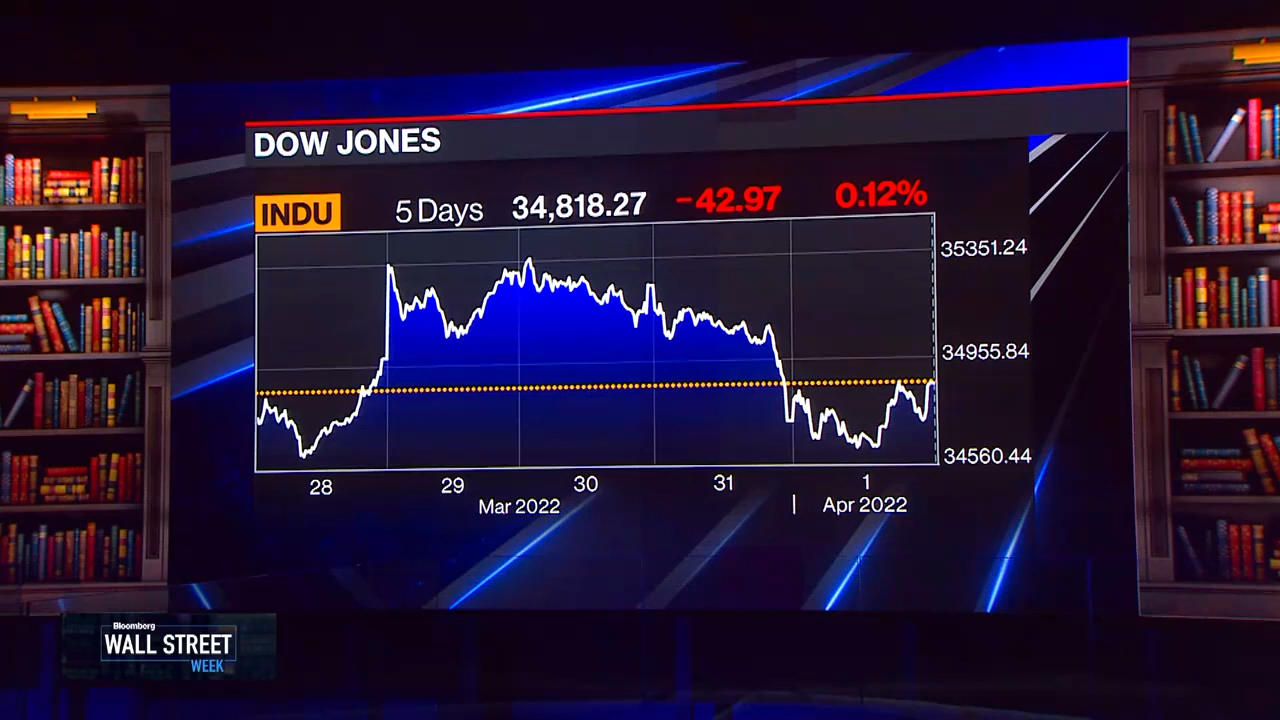 DOW JONES
INDU 5 Days 34,818.27 -42.97 0.12%
35351.24
34955.84
34560.44
28 29 30 31 1
Mar 2022 | Apr 2022
Bloomberg
WALL STREET
WEEK